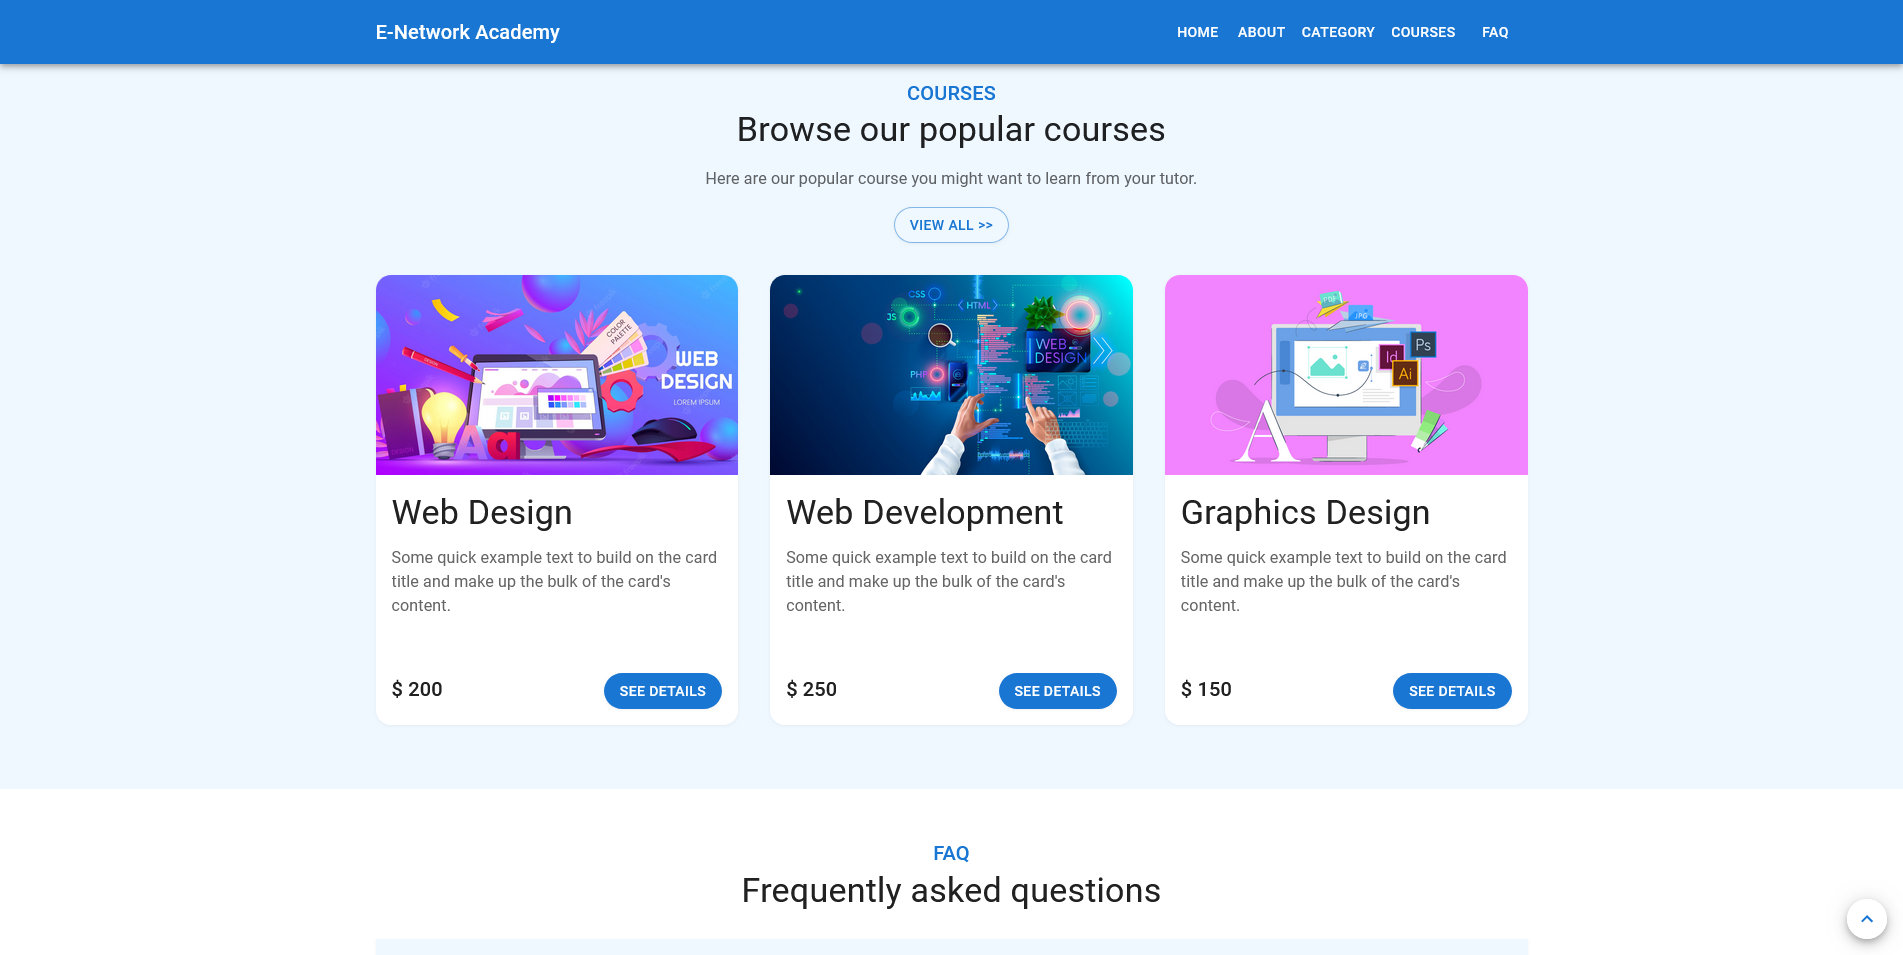 E-Network Academy
HOME ABOUT CATEGORY COURSES FAQ
COURSES
Browse our popular courses
Here are our popular course you might want to learn from your tutor.
VIEW ALL >>
COLOR
PALETTE
WEB
DESIGN
LOREM IPSUM
Web Design
Some quick example text to build on the card
title and make up the bulk of the card's
content.
$ 200
SEE DETAILS
CSS
HTML
JS
WEB
DESIGN
PHP
Web Development
Some quick example text to build on the card
title and make up the bulk of the card's
content.
$ 250
SEE DETAILS
PDF
JPG
Ps
Id
Ai
A
Graphics Design
Some quick example text to build on the card
title and make up the bulk of the card's
content.
$ 150
SEE DETAILS
FAQ
Frequently asked questions